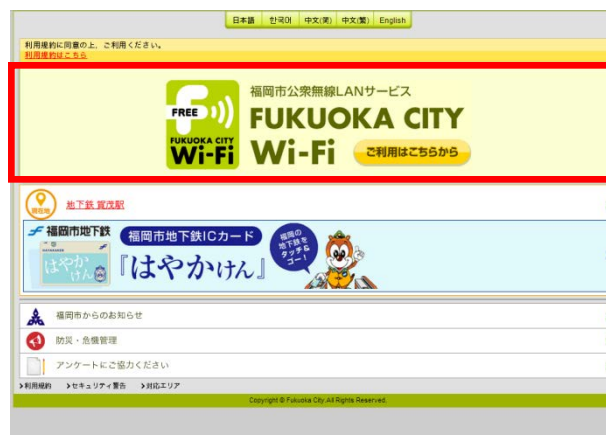 日本語 한국어 中文(简) 中文(繁) English
利用規約に同意の上、ご利用ください。
利用規約はこちら
FREE
FUKUOKA CITY
Wi-Fi
福岡市公衆無線LANサービス
FUKUOKA CITY
Wi-Fi
ご利用はこちらから
現在地
地下鉄 賀茂駅
福岡市地下鉄
はやかけん
福岡市地下鉄ICカード
『はやかけん』
福岡の
地下鉄を
タッチ&
ゴー!
福岡市からのお知らせ
防災・危機管理
アンケートにご協力ください
利用規約 セキュリティ警告 対応エリア
Copyright © Fukuoka City.All Rights Reserved.